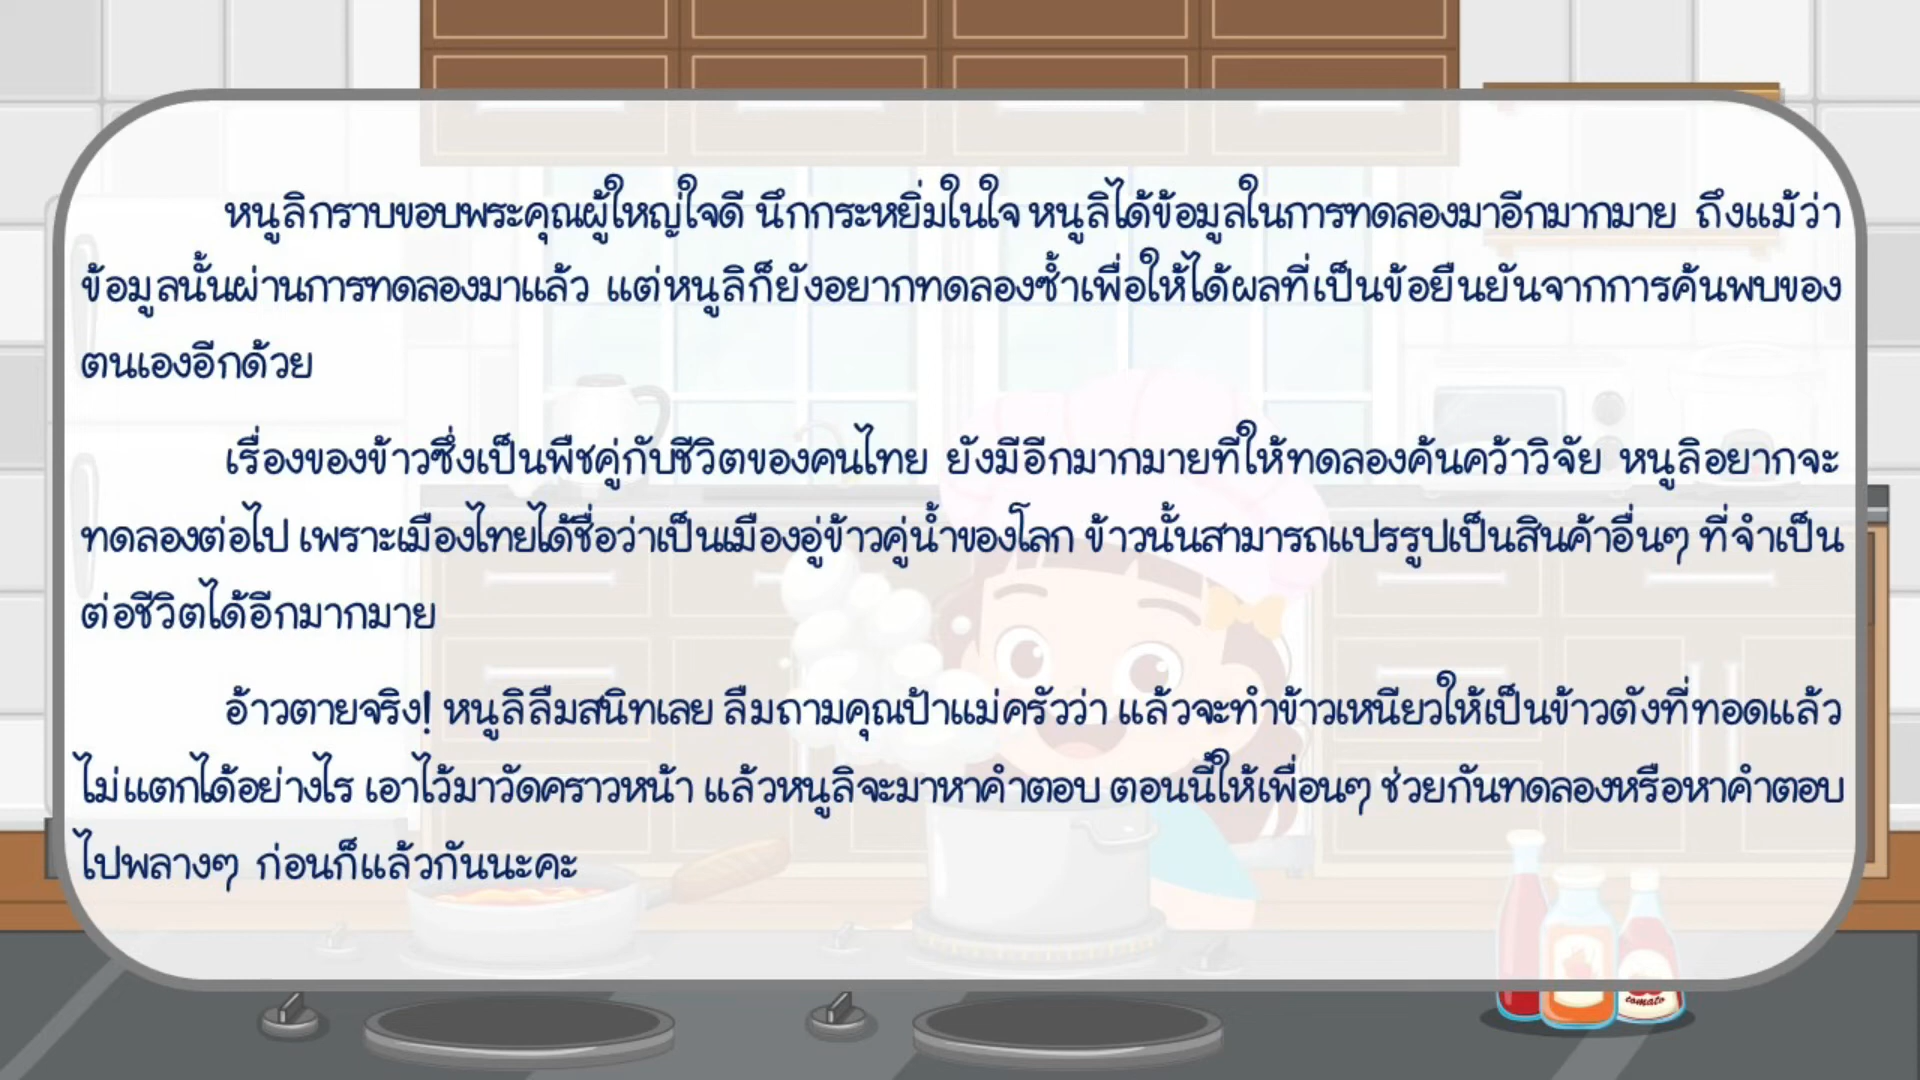 หนูลิกราบขอบพระคุณผู้ใหญ่ใจดี นึกกระหยิ่มในใจ หนูลิได้ข้อมูลในการทดลองมาอีกมากมาย ถึงแม้ว่า
ข้อมูลนั้นผ่านการทดลองมาแล้ว แต่หนูลิก็ยังอยากทดลองซ้ำเพื่อให้ได้ผลที่เป็นข้อยืนยันจากการค้นพบของ
ตนเองอีกด้วย
เรื่องของข้าวซึ่งเป็นพืชคู่กับชีวิตของคนไทย ยังมีอีกมากมายที่ให้ทดลองค้นคว้าวิจัย หนูลิอยากจะ
ทดลองต่อไป เพราะเมืองไทยได้ชื่อว่าเป็นเมืองอู่ข้าวคู่น้ำของโลก ข้าวนั้นสามารถแปรรูปเป็นสินค้าอื่นๆ ที่จำเป็น
ต่อชีวิตได้อีกมากมาย
อ้าวตายจริง! หนูลิลืมสนิทเลย ลืมถามคุณป้าแม่ครัวว่า แล้วจะทำข้าวเหนียวให้เป็นข้าวตังที่ทอดแล้ว
ไม่แตกได้อย่างไร เอาไว้มาวัดคราวหน้า แล้วหนูลิจะมาหาคำตอบ ตอนนี้ให้เพื่อนๆ ช่วยกันทดลองหรือหาคำตอบ
ไปพลางๆ ก่อนก็แล้วกันนะคะ
tomato